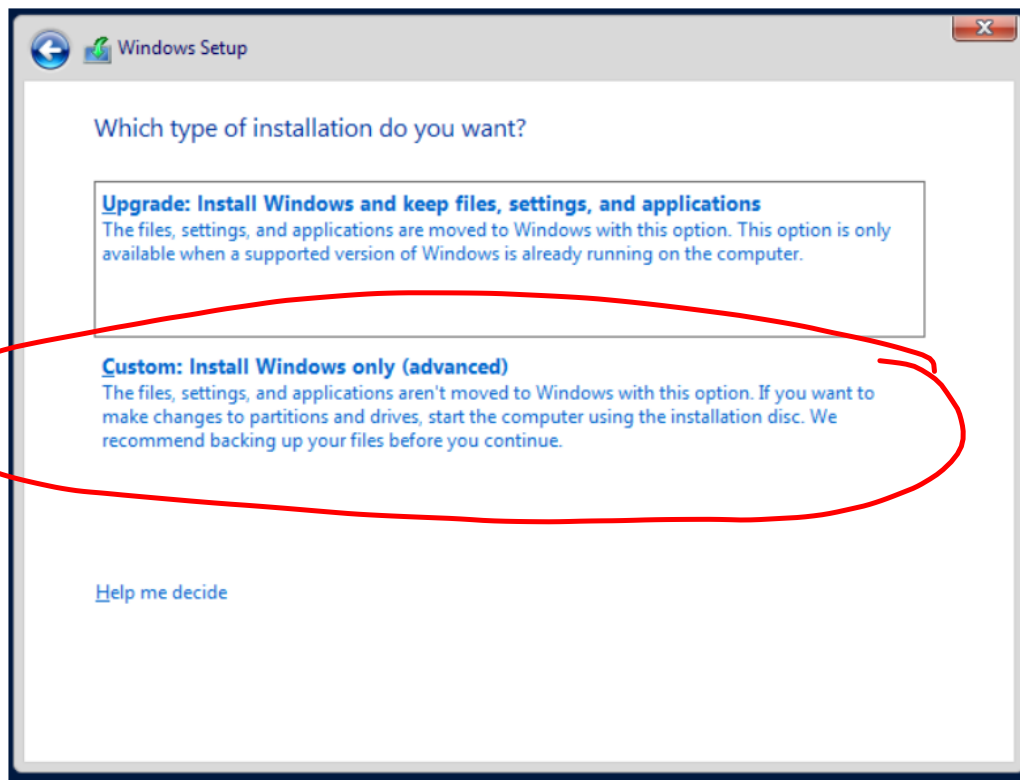 Windows Setup
Which type of installation do you want?
Upgrade: Install Windows and keep files, settings, and applications
The files, settings, and applications are moved to Windows with this option. This option is only
available when a supported version of Windows is already running on the computer.
Custom: Install Windows only (advanced)
The files, settings, and applications aren't moved to Windows with this option. If you want to
make changes to partitions and drives, start the computer using the installation disc. We
recommend backing up your files before you continue.
Help me decide